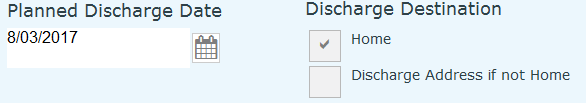 Planned Discharge Date
8/03/2017
Discharge Destination
Home
Discharge Address if not Home